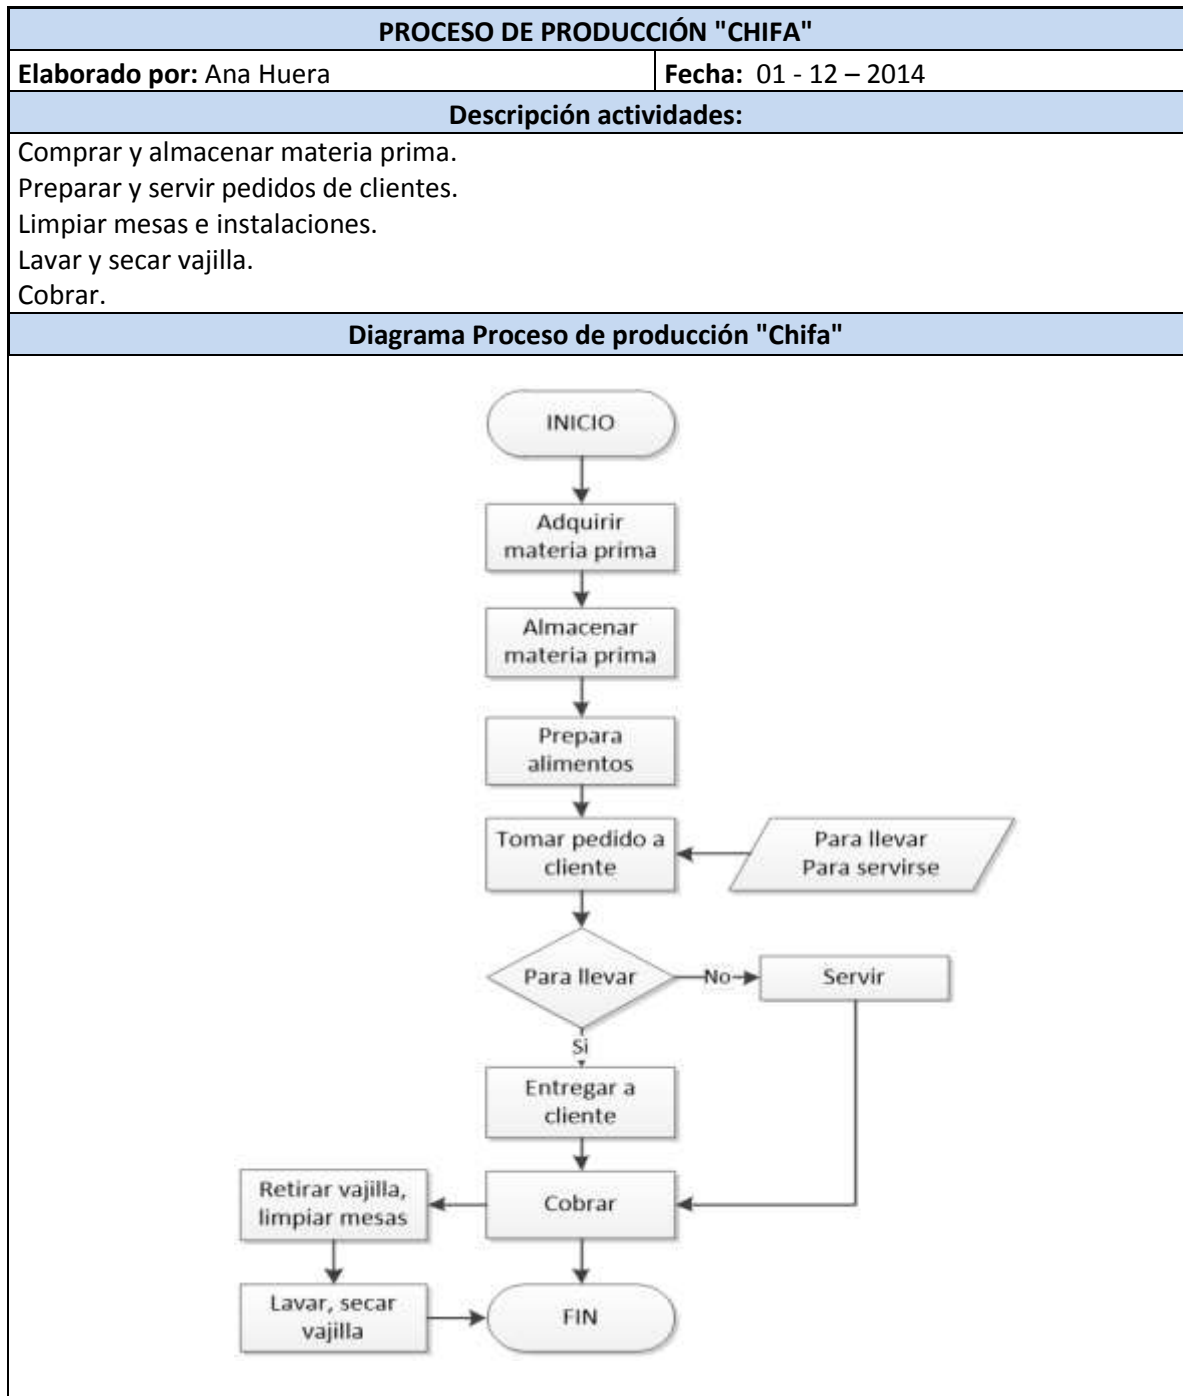 PROCESO DE PRODUCCIÓN "CHIFA"
Elaborado por: Ana Huera
Fecha: 01 - 12 – 2014
Descripción actividades:
Comprar y almacenar materia prima.
Preparar y servir pedidos de clientes.
Limpiar mesas e instalaciones.
Lavar y secar vajilla.
Cobrar.
Diagrama Proceso de producción "Chifa"
INICIO
Adquirir
materia prima
Almacenar
materia prima
Prepara
alimentos
Tomar pedido a
cliente
Para llevar
Para servirse
Para llevar
No
Servir
Si
Entregar a
cliente
Cobrar
Retirar vajilla,
limpiar mesas
Lavar, secar
vajilla
FIN